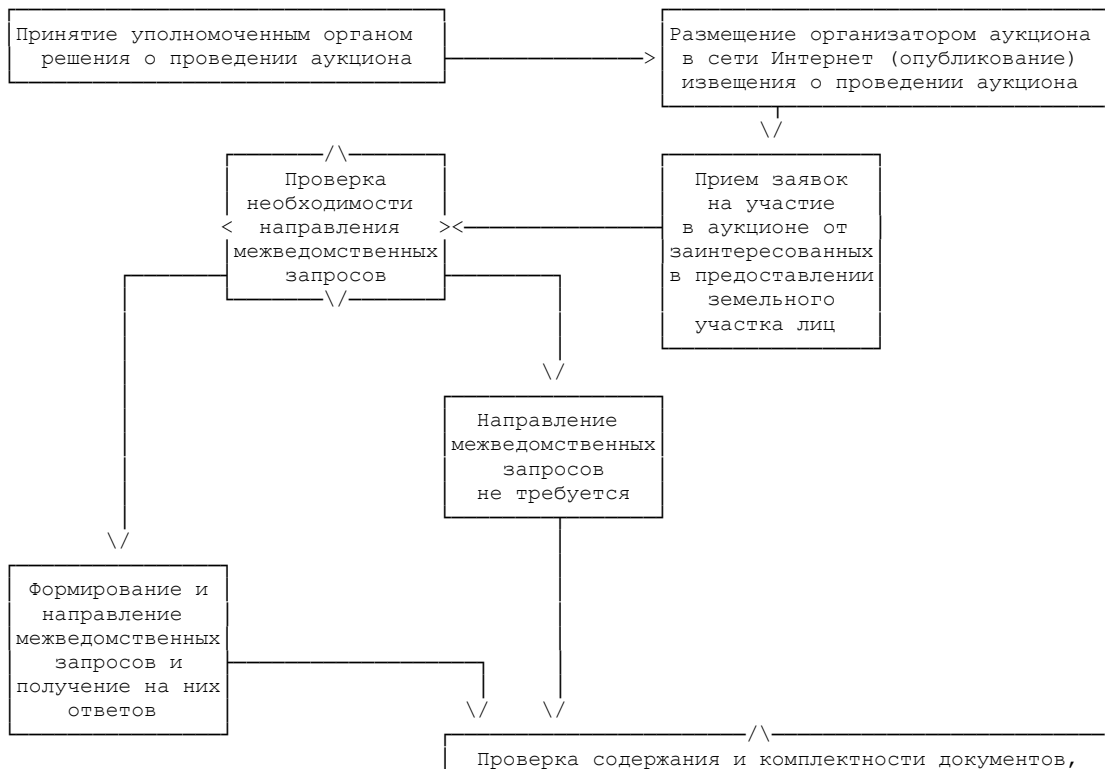 Принятие уполномоченным органом
решения о проведении аукциона
Размещение организатором аукциона
в сети Интернет (опубликование)
извещения о проведении аукциона
Проверка
необходимости
направления
межведомственных
запросов
Прием заявок
на участие
в аукционе от
заинтересованных
в предоставлении
земельного
участка лиц
Направление
межведомственных
запросов
не требуется
Формирование и
направление
межведомственных
запросов и
получение на них
ответов
Проверка содержания и комплектности документов,